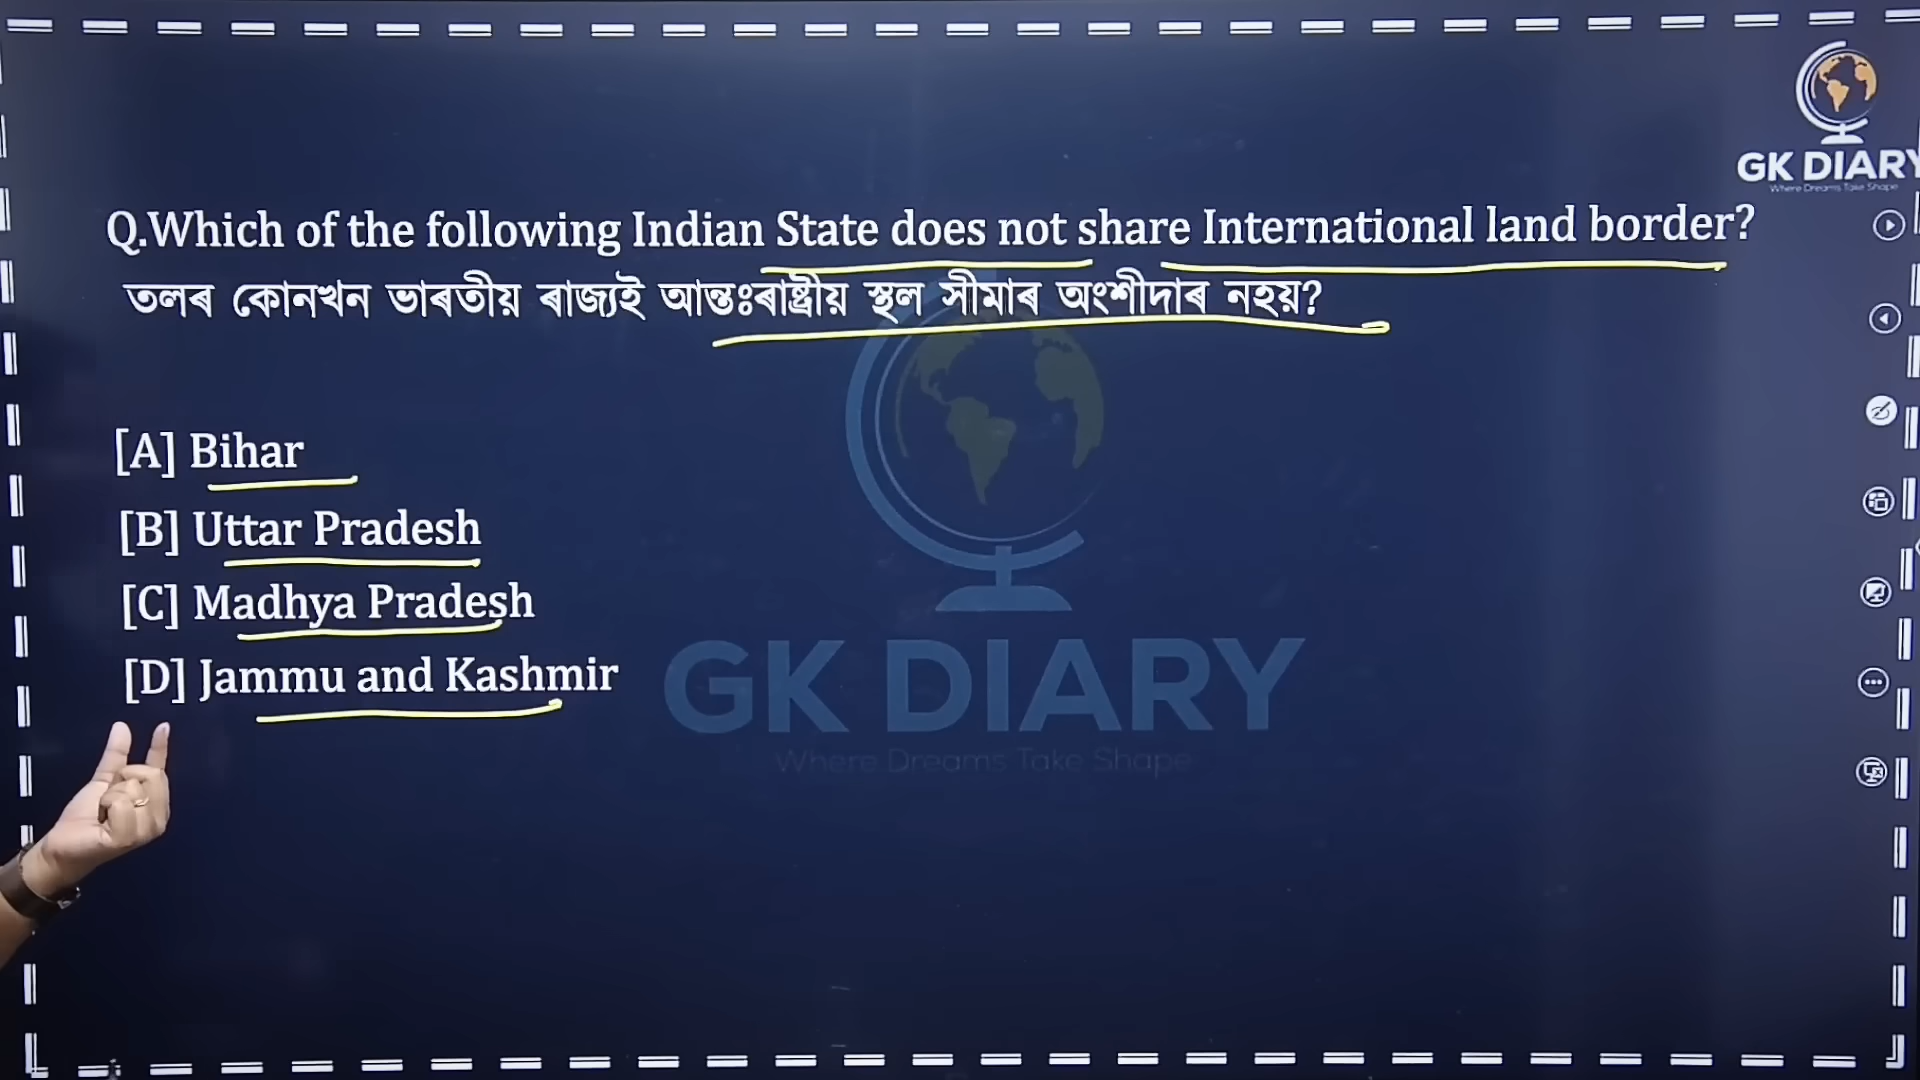 GK DIARY
Where Dreams Take Shape
Q.Which of the following Indian State does not share International land border?
তলৰ কোনখন ভাৰতীয় ৰাজ্যই আন্তঃৰাষ্ট্ৰীয় স্থল সীমাৰ অংশীদাৰ নহয়?
[A] Bihar
[B] Uttar Pradesh
[C] Madhya Pradesh
[D] Jammu and Kashmir
GK DIARY
Where Dreams Take Shape